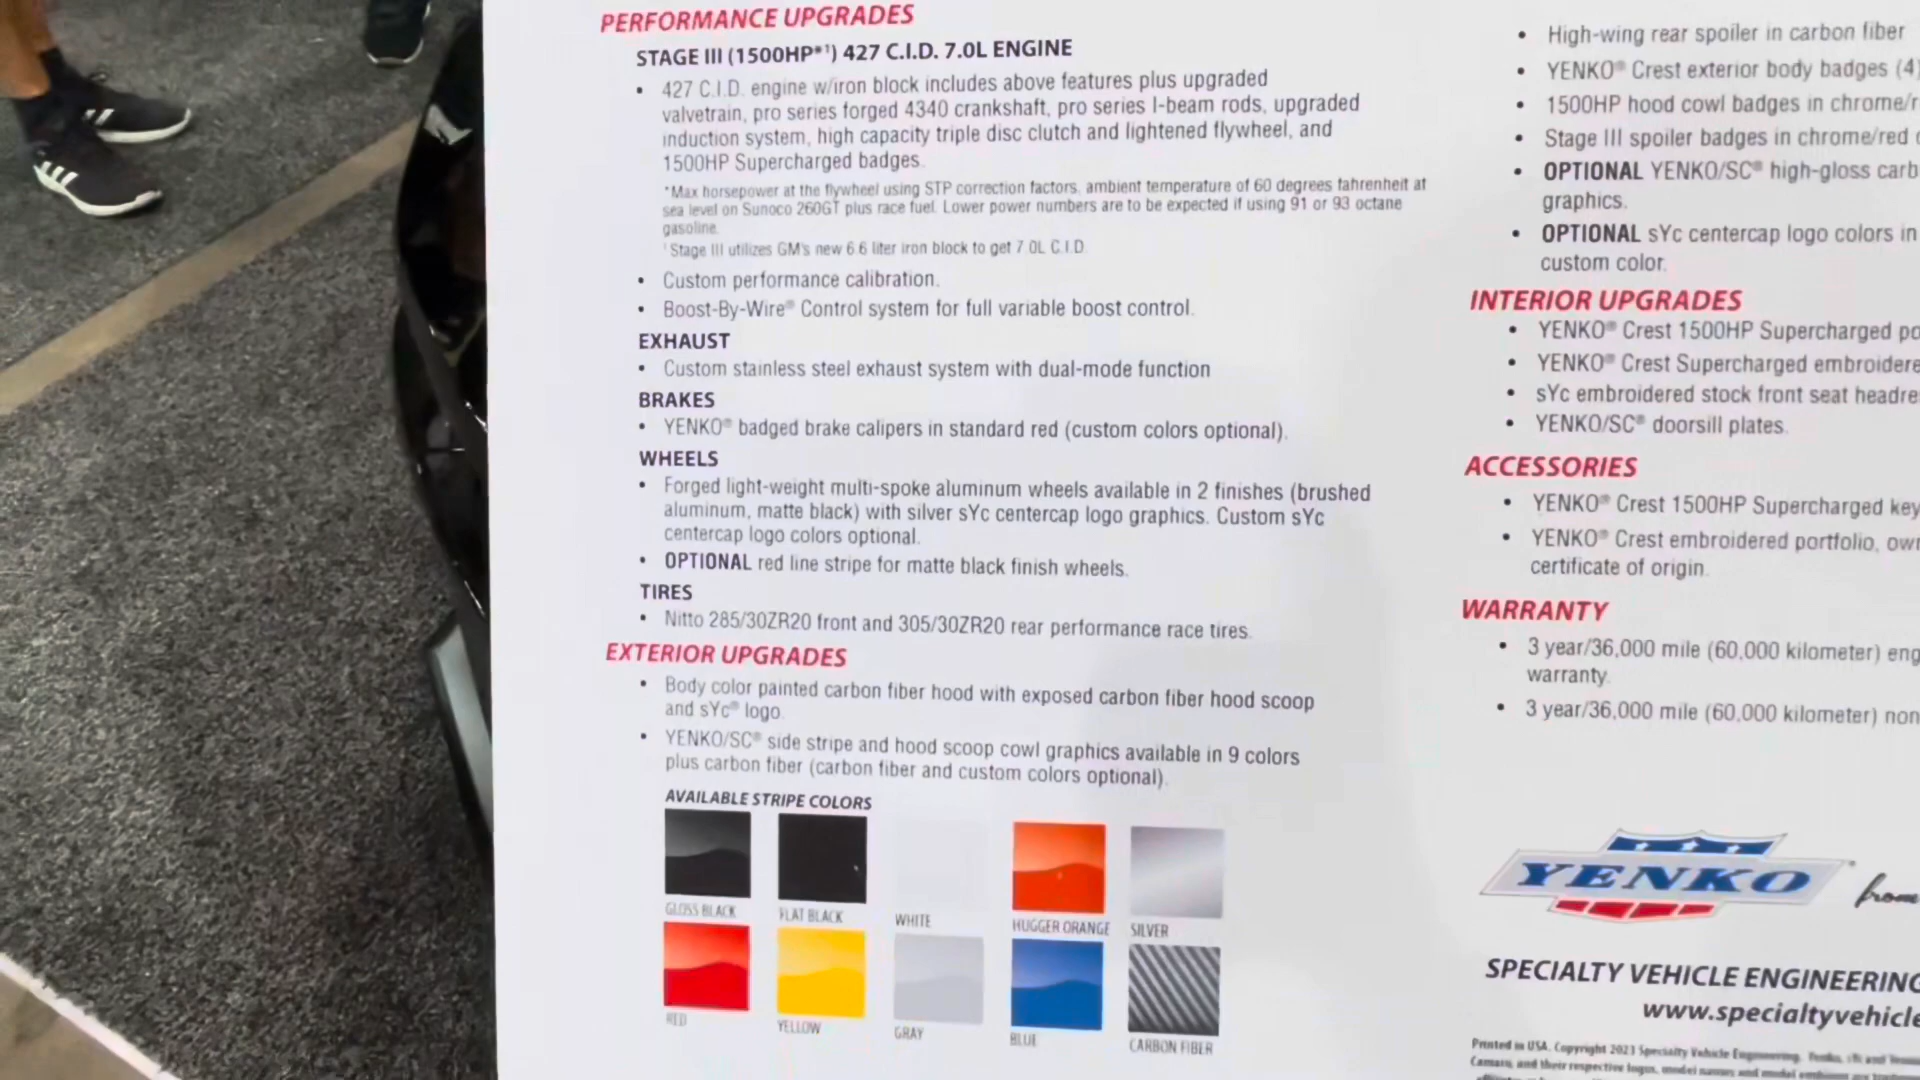 PERFORMANCE UPGRADES
STAGE III (1500HP*¹) 427 C.I.D. 7.0L ENGINE
• 427 C.I.D. engine w/iron block includes above features plus upgraded
valvetrain, pro series forged 4340 crankshaft, pro series I-beam rods, upgraded
induction system, high capacity triple disc clutch and lightened flywheel, and
1500HP Supercharged badges.
*Max horsepower at the flywheel using STP correction factors, ambient temperature of 60 degrees fahrenheit at
sea level on Sunoco 260GT plus race fuel. Lower power numbers are to be expected if using 91 or 93 octane
gasoline.
¹Stage III utilizes GM's new 6.6 liter iron block to get 7.0L C.I.D.
• Custom performance calibration.
• Boost-By-Wire® Control system for full variable boost control.
EXHAUST
• Custom stainless steel exhaust system with dual-mode function
BRAKES
• YENKO® badged brake calipers in standard red (custom colors optional).
WHEELS
• Forged light-weight multi-spoke aluminum wheels available in 2 finishes (brushed
aluminum, matte black) with silver sYc centercap logo graphics. Custom sYc
centercap logo colors optional.
• OPTIONAL red line stripe for matte black finish wheels.
TIRES
• Nitto 285/30ZR20 front and 305/30ZR20 rear performance race tires.
EXTERIOR UPGRADES
• Body color painted carbon fiber hood with exposed carbon fiber hood scoop
and sYc® logo.
• YENKO/SC® side stripe and hood scoop cowl graphics available in 9 colors
plus carbon fiber (carbon fiber and custom colors optional).
AVAILABLE STRIPE COLORS
GLOSS BLACK FLAT BLACK WHITE HUGGER ORANGE SILVER
RED YELLOW GRAY BLUE CARBON FIBER
• High-wing rear spoiler in carbon fiber
• YENKO® Crest exterior body badges (4)
• 1500HP hood cowl badges in chrome/r
• Stage III spoiler badges in chrome/red
• OPTIONAL YENKO/SC® high-gloss carb
graphics.
• OPTIONAL sYc centercap logo colors in
custom color.
INTERIOR UPGRADES
• YENKO® Crest 1500HP Supercharged po
• YENKO® Crest Supercharged embroidere
• sYc embroidered stock front seat headre
• YENKO/SC® doorsill plates.
ACCESSORIES
• YENKO® Crest 1500HP Supercharged key
• YENKO® Crest embroidered portfolio, own
certificate of origin.
WARRANTY
• 3 year/36,000 mile (60,000 kilometer) eng
warranty.
• 3 year/36,000 mile (60,000 kilometer) non
YENKO from
SPECIALTY VEHICLE ENGINEERING
www.specialtyvehicle
Printed in USA. Copyright 2023 Specialty Vehicle Engineering. Yenko,
Camaro, and their respective logos, model names and model emblems are